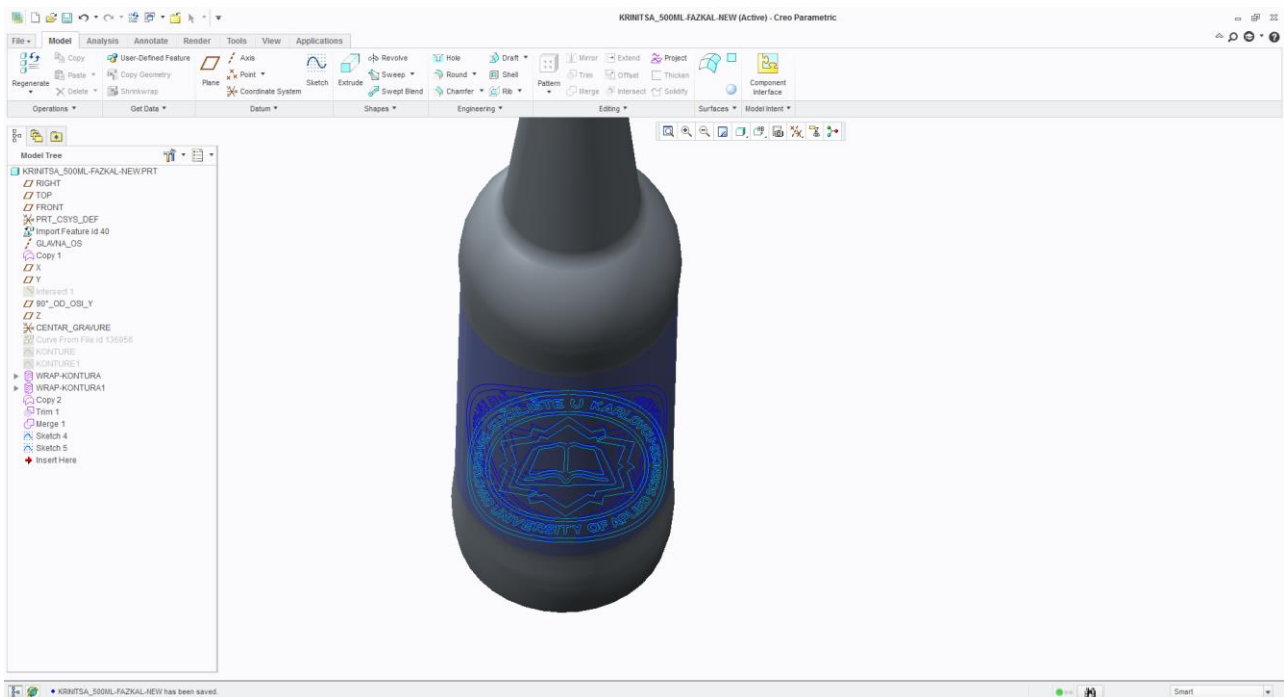 KRINITSA_500ML-FAZKAL-NEW (Active) - Creo Parametric
File Model Analysis Annotate Render Tools View Applications
Regenerate
Copy
Paste
Delete
User-Defined Feature
Copy Geometry
Shrinkwrap
Plane
Axis
Point
Coordinate System
Sketch
Extrude
Revolve
Sweep
Swept Blend
Hole
Round
Chamfer
Draft
Shell
Rib
Pattern
Mirror
Trim
Merge
Extend
Offset
Intersect
Project
Thicken
Solidify
Component Interface
Operations Get Data Datum Shapes Engineering Editing Surfaces Model Intent
Model Tree
KRINITSA_500ML-FAZKAL-NEW.PRT
RIGHT
TOP
FRONT
PRT_CSYS_DEF
Import Feature id 40
GLAVNA_OS
Copy 1
X
Y
Intersect 1
90°_OD_OSI_Y
Z
CENTAR_GRAVURE
Curve From File id 136956
KONTURE
KONTURE1
WRAP-KONTURA
WRAP-KONTURA1
Copy 2
Trim 1
Merge 1
Sketch 4
Sketch 5
Insert Here
UNIVERSITY OF APLIED SCIENCES
KRINITSA_500ML-FAZKAL-NEW has been saved.
Smart